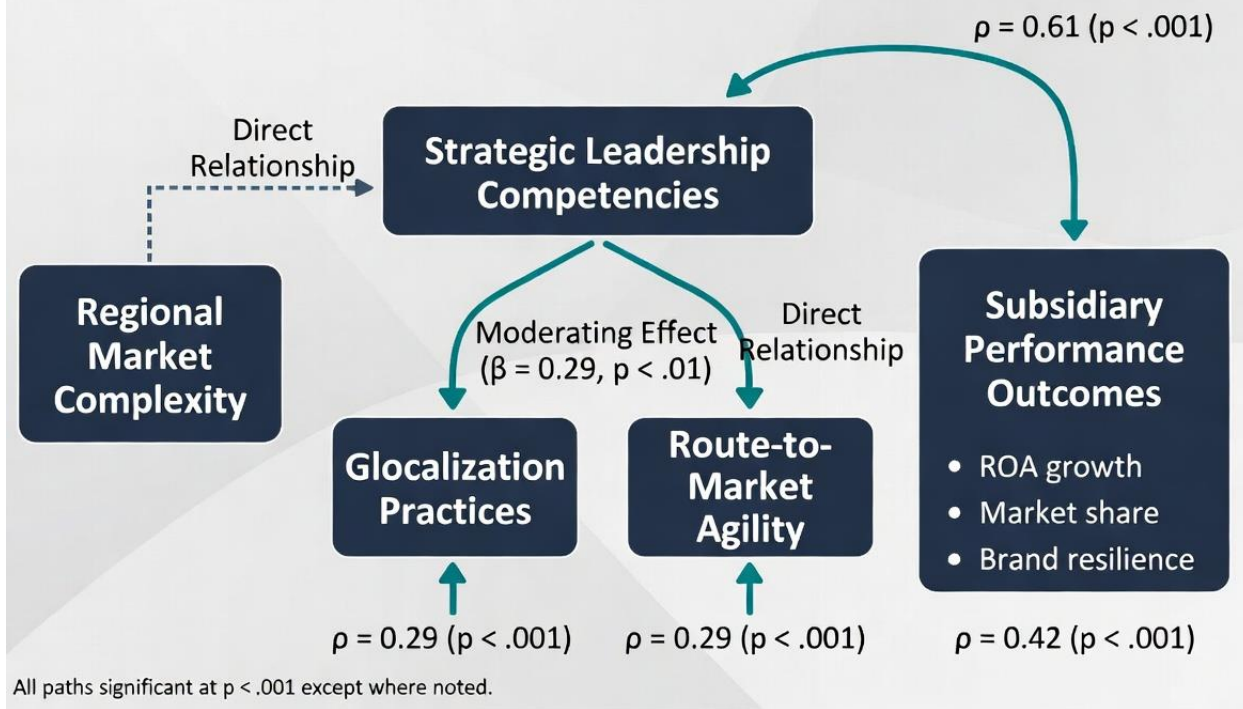 ρ = 0.61 (p < .001)
Direct
Relationship
Strategic Leadership
Competencies
Regional
Market
Complexity
Moderating Effect
(β = 0.29, p < .01)
Direct
Relationship
Subsidiary
Performance
Outcomes
• ROA growth
• Market share
• Brand resilience
Glocalization
Practices
Route-to-
Market
Agility
ρ = 0.29 (p < .001)
ρ = 0.29 (p < .001)
ρ = 0.42 (p < .001)
All paths significant at p < .001 except where noted.